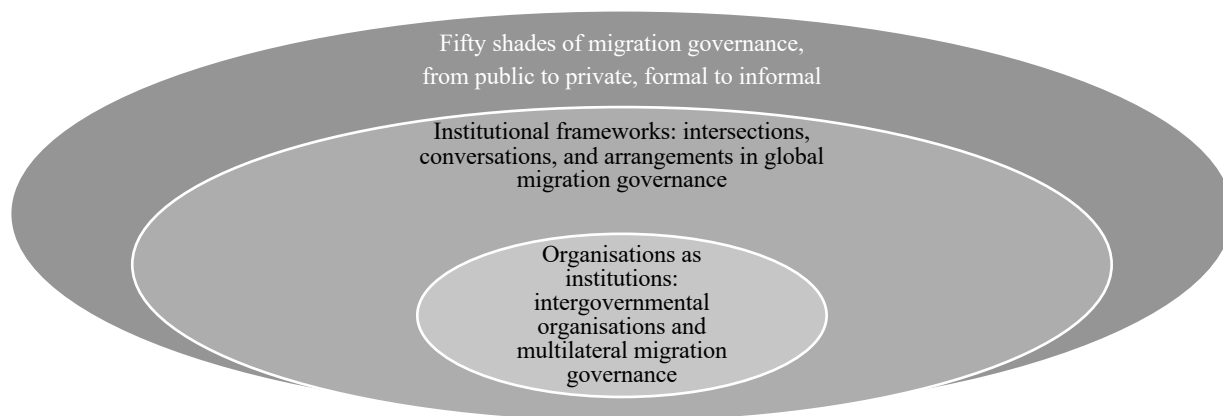 Fifty shades of migration governance,
from public to private, formal to informal
Institutional frameworks: intersections,
conversations, and arrangements in global
migration governance
Organisations as
institutions:
intergovernmental
organisations and
multilateral migration
governance